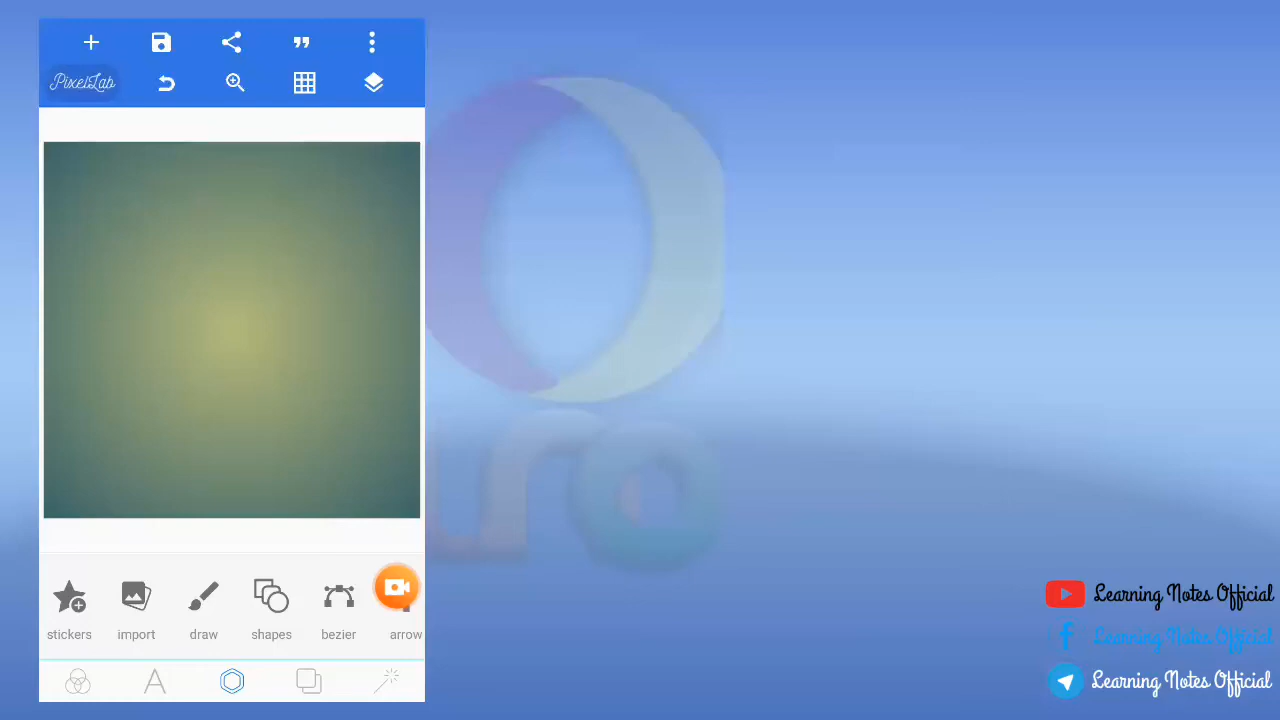 PixelLab
stickers
import
draw
shapes
bezier
arrow
Learning Notes Official
Learning Notes Official
Learning Notes Official